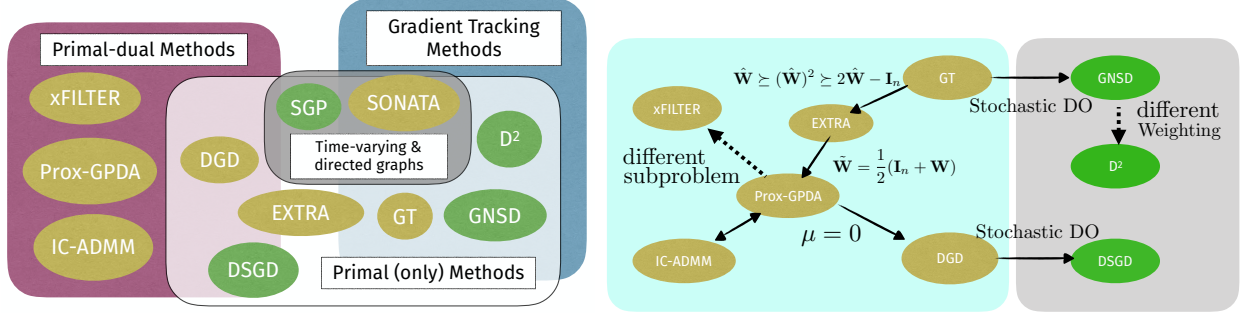 Primal-dual Methods
Gradient Tracking
Methods
xFILTER
SGP
SONATA
D²
Time-varying &
directed graphs
DGD
Prox-GPDA
EXTRA
GT
GNSD
IC-ADMM
DSGD
Primal (only) Methods
Ŵ ⪰ (Ŵ)² ⪰ 2Ŵ − Iₙ
GT
GNSD
Stochastic DO
xFILTER
EXTRA
different
Weighting
different
subproblem
W̃ = 1/2 (Iₙ + W)
D²
Prox-GPDA
μ = 0
Stochastic DO
IC-ADMM
DGD
DSGD